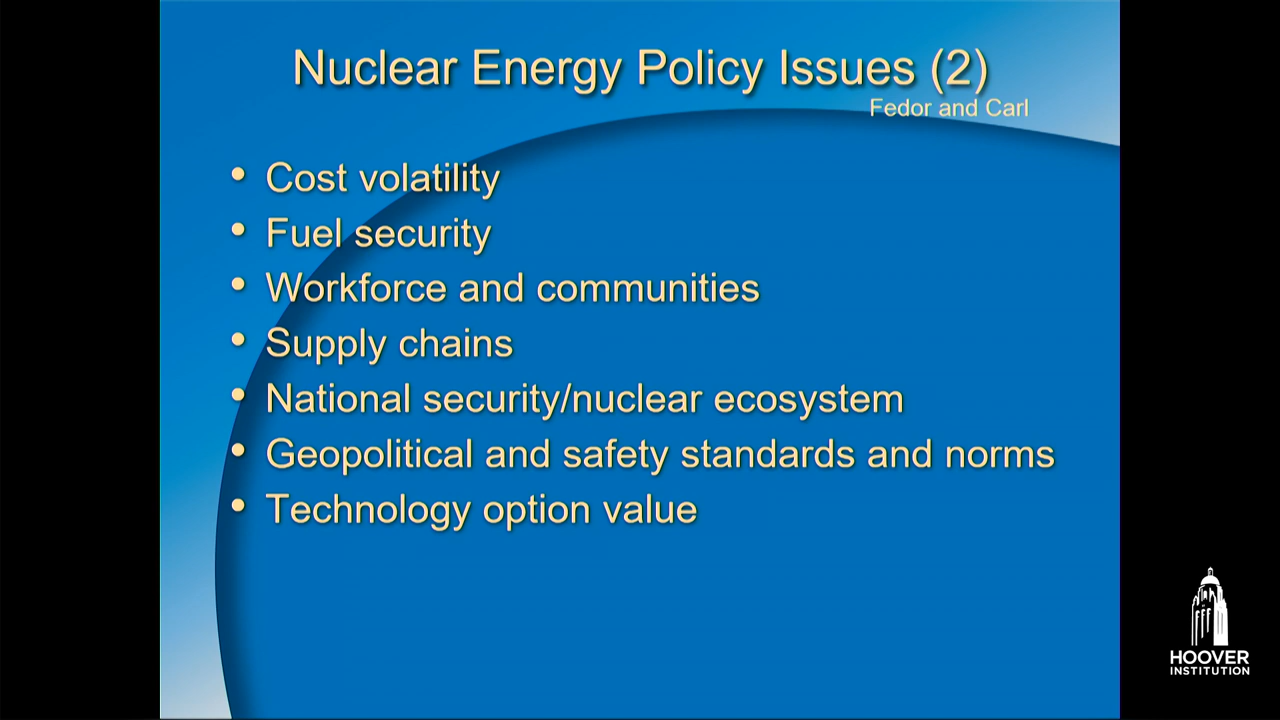 Nuclear Energy Policy Issues (2)
Fedor and Carl
• Cost volatility
• Fuel security
• Workforce and communities
• Supply chains
• National security/nuclear ecosystem
• Geopolitical and safety standards and norms
• Technology option value
HOOVER
INSTITUTION